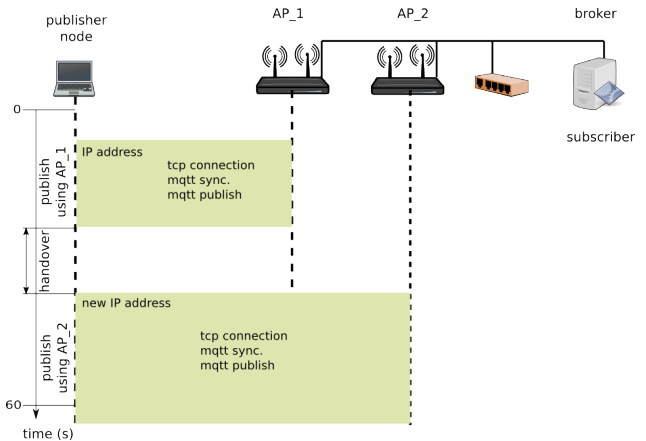 publisher
node
AP_1
AP_2
broker
subscriber
0
publish
using AP_1
IP address
tcp connection
mqtt sync.
mqtt publish
handover
new IP address
tcp connection
mqtt sync.
mqtt publish
publish
using AP_2
60
time (s)